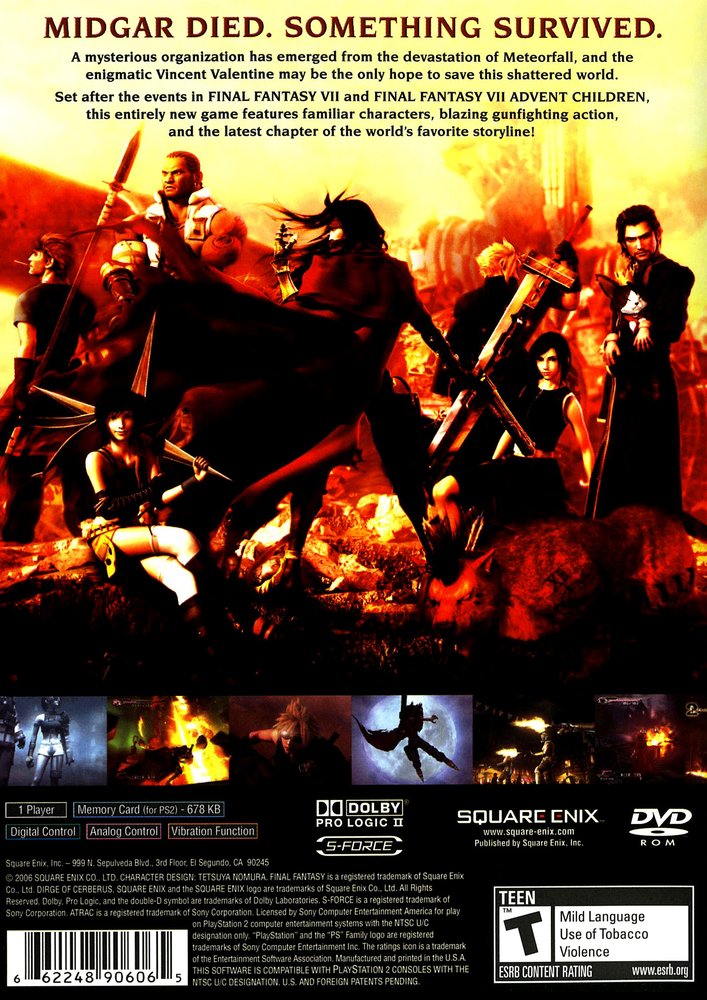 MIDGAR DIED. SOMETHING SURVIVED.
A mysterious organization has emerged from the devastation of Meteorfall, and the
enigmatic Vincent Valentine may be the only hope to save this shattered world.
Set after the events in FINAL FANTASY VII and FINAL FANTASY VII ADVENT CHILDREN,
this entirely new game features familiar characters, blazing gunfighting action,
and the latest chapter of the world's favorite storyline!
1 Player
Memory Card (for PS2) - 678 KB
Digital Control
Analog Control
Vibration Function
DOLBY
PRO LOGIC II
S-FORCE
SQUARE ENIX™
www.square-enix.com
Published by Square Enix, Inc.
DVD
ROM
Square Enix, Inc. – 999 N. Sepulveda Blvd., 3rd Floor, El Segundo, CA 90245
© 2006 SQUARE ENIX CO., LTD. CHARACTER DESIGN: TETSUYA NOMURA. FINAL FANTASY is a registered trademark of Square Enix
Co., Ltd. DIRGE OF CERBERUS, SQUARE ENIX and the SQUARE ENIX logo are trademarks of Square Enix Co., Ltd. All Rights
Reserved. Dolby, Pro Logic, and the double-D symbol are trademarks of Dolby Laboratories. S-FORCE is a registered trademark of
Sony Corporation. ATRAC is a registered trademark of Sony Corporation. Licensed by Sony Computer Entertainment America for play
on PlayStation 2 computer entertainment systems with the NTSC U/C
designation only. "PlayStation" and the "PS" Family logo are registered
trademarks of Sony Computer Entertainment Inc. The ratings icon is a trademark
of the Entertainment Software Association. Manufactured and printed in the U.S.A.
THIS SOFTWARE IS COMPATIBLE WITH PLAYSTATION 2 CONSOLES WITH THE
NTSC U/C DESIGNATION. U.S. AND FOREIGN PATENTS PENDING.
6 62248 90606 5
TEEN
T
™
Mild Language
Use of Tobacco
Violence
ESRB CONTENT RATING
www.esrb.org